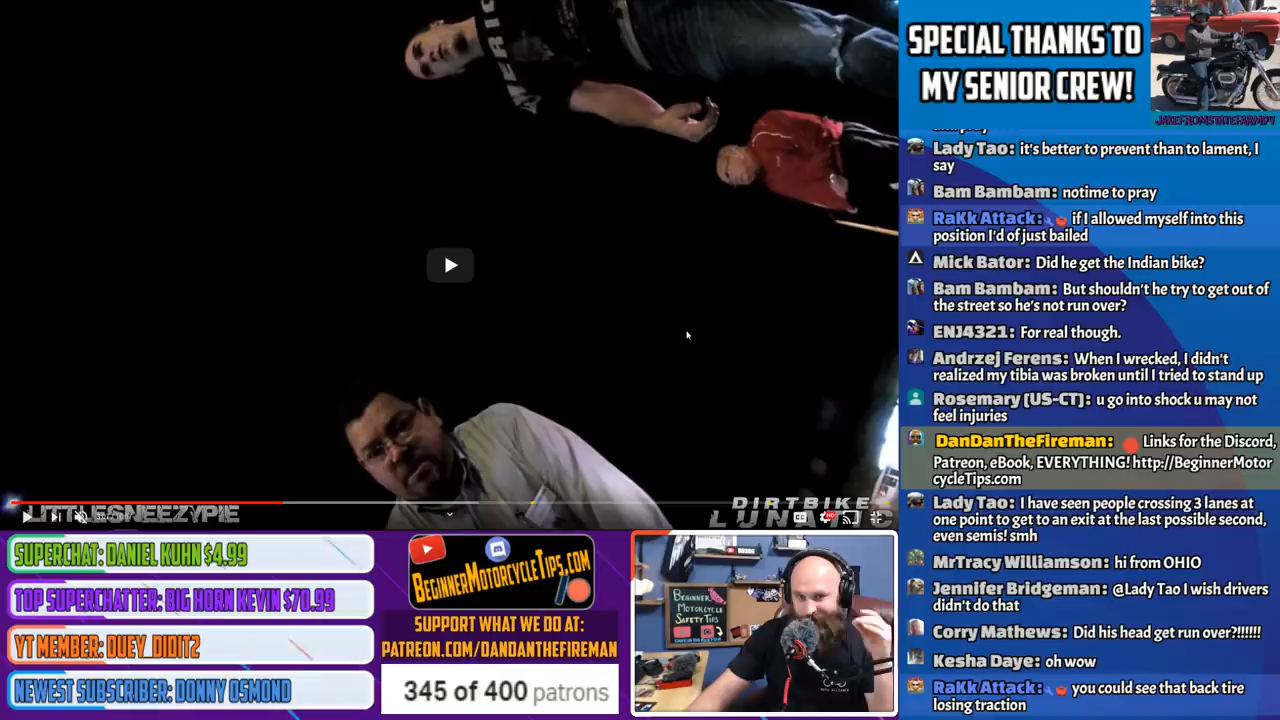 SPECIAL THANKS TO
MY SENIOR CREW!
JAKEFROMSTATEFARM94
Lady Tao: it's better to prevent than to lament, I
say
Bam Bambam: notime to pray
RaKk Attack: if I allowed myself into this
position I'd of just bailed
Mick Bator: Did he get the Indian bike?
Bam Bambam: But shouldn't he try to get out of
the street so he's not run over?
ENJ4321: For real though.
Andrzej Ferens: When I wrecked, I didn't
realized my tibia was broken until I tried to stand up
Rosemary (US-CT): u go into shock u may not
feel injuries
DanDanTheFireman: Links for the Discord,
Patreon, eBook, EVERYTHING! http://BeginnerMotor
cycleTips.com
Lady Tao: I have seen people crossing 3 lanes at
one point to get to an exit at the last possible second,
even semis! smh
MrTracy Williamson: hi from OHIO
Jennifer Bridgeman: @Lady Tao I wish drivers
didn't do that
Corry Mathews: Did his head get run over?!!!!!!
Kesha Daye: oh wow
RaKk Attack: you could see that back tire
losing traction
LITTLESNEEZYPIE
DIRTBIKE
LUNATIC
SUPERCHAT: DANIEL KUHN $4.99
TOP SUPERCHATTER: BIG HORN KEVIN $70.99
YT MEMBER: DUEY_DIDIT2
NEWEST SUBSCRIBER: DONNY OSMOND
BEGINNERMOTORCYCLETIPS.COM
SUPPORT WHAT WE DO AT:
PATREON.COM/DANDANTHEFIREMAN
345 of 400 patrons
BEGINNER
MOTORCYCLE
SAFETY TIPS